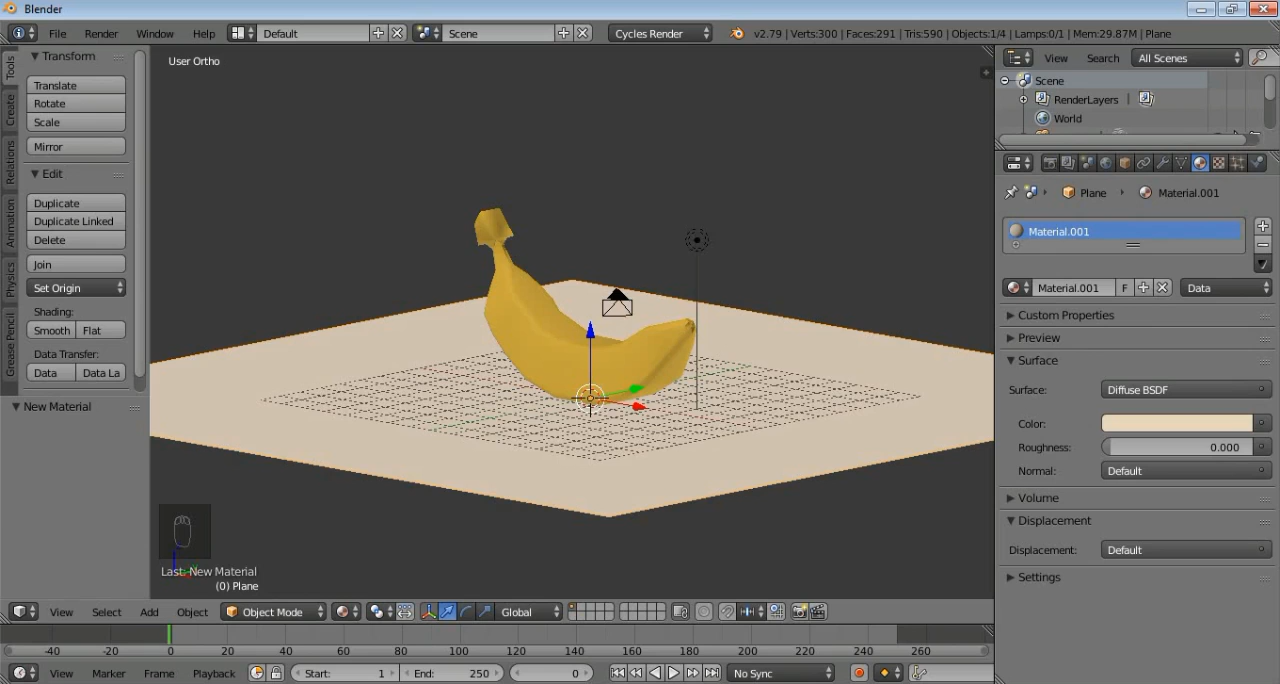 Blender
File Render Window Help Default Scene Cycles Render v2.79 | Verts:300 | Faces:291 | Tris:590 | Objects:1/4 | Lamps:0/1 | Mem:29.87M | Plane
Tools
Create
Relations
Animation
Physics
Grease Pencil
Transform
Translate
Rotate
Scale
Mirror
Edit
Duplicate
Duplicate Linked
Delete
Join
Set Origin
Shading:
Smooth Flat
Data Transfer:
Data Data La
New Material
User Ortho
Last: New Material
(0) Plane
View Search All Scenes
Scene
RenderLayers
World
Plane Material.001
Material.001
Material.001 F Data
Custom Properties
Preview
Surface
Surface: Diffuse BSDF
Color:
Roughness: 0.000
Normal: Default
Volume
Displacement
Displacement: Default
Settings
View Select Add Object Object Mode Global
-40 -20 0 20 40 60 80 100 120 140 160 180 200 220 240 260
View Marker Frame Playback Start: 1 End: 250 0 No Sync